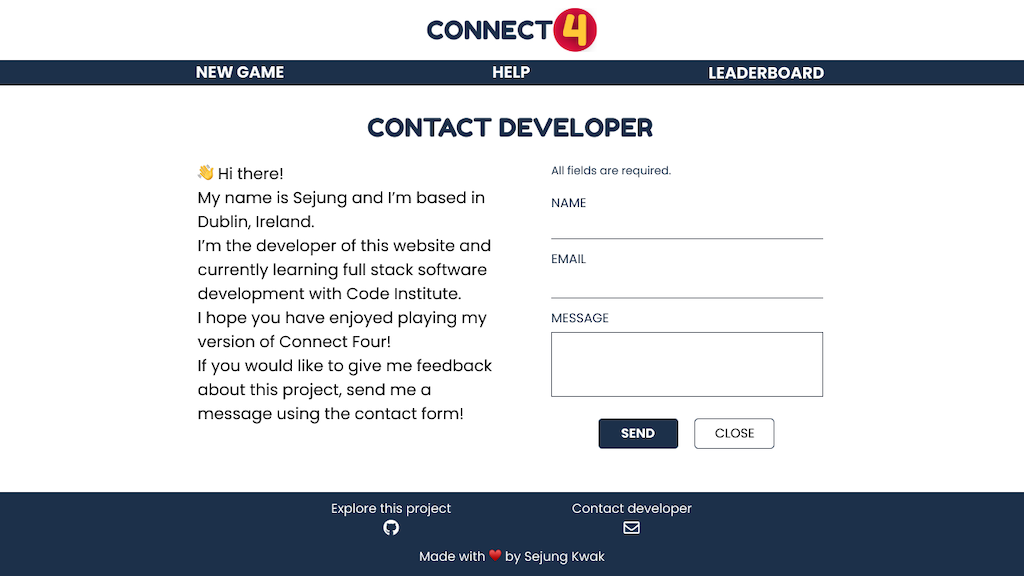 CONNECT4
NEW GAME
HELP
LEADERBOARD
CONTACT DEVELOPER
👋 Hi there!
My name is Sejung and I’m based in
Dublin, Ireland.
I’m the developer of this website and
currently learning full stack software
development with Code Institute.
I hope you have enjoyed playing my
version of Connect Four!
If you would like to give me feedback
about this project, send me a
message using the contact form!
All fields are required.
NAME
EMAIL
MESSAGE
SEND
CLOSE
Explore this project
Contact developer
Made with ❤️ by Sejung Kwak